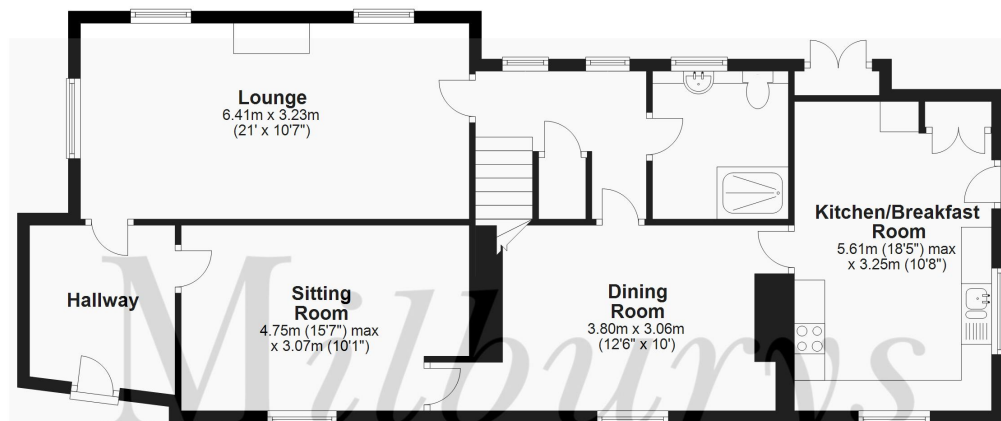 Lounge
6.41m x 3.23m
(21' x 10'7")
Kitchen/Breakfast
Room
5.61m (18'5") max
x 3.25m (10'8")
Hallway
Sitting
Room
4.75m (15'7") max
x 3.07m (10'1")
Dining
Room
3.80m x 3.06m
(12'6" x 10')
Milburys